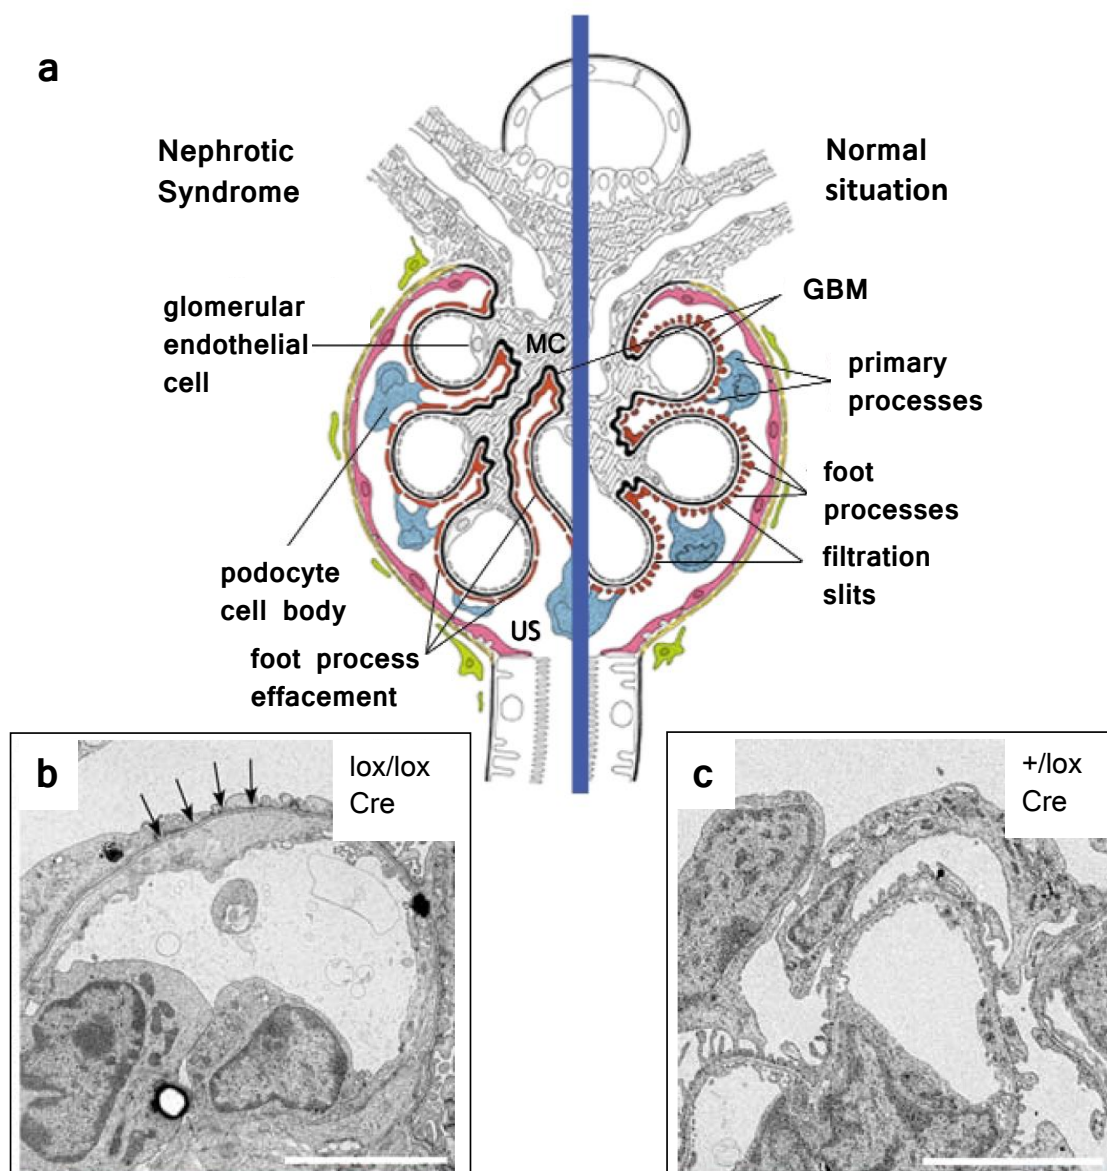 a
Nephrotic
Syndrome
Normal
situation
glomerular
endothelial
cell
MC
GBM
primary
processes
foot
processes
filtration
slits
podocyte
cell body
US
foot process
effacement
b
lox/lox
Cre
c
+/lox
Cre